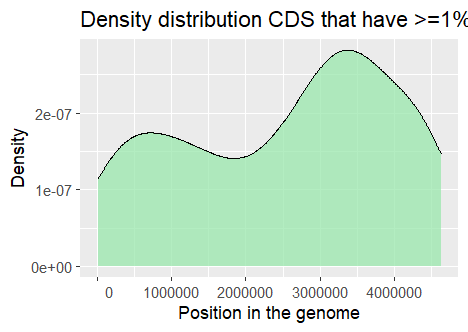 Density distribution CDS that have >=1%
2e-07
1e-07
0e+00
Density
0 1000000 2000000 3000000 4000000
Position in the genome